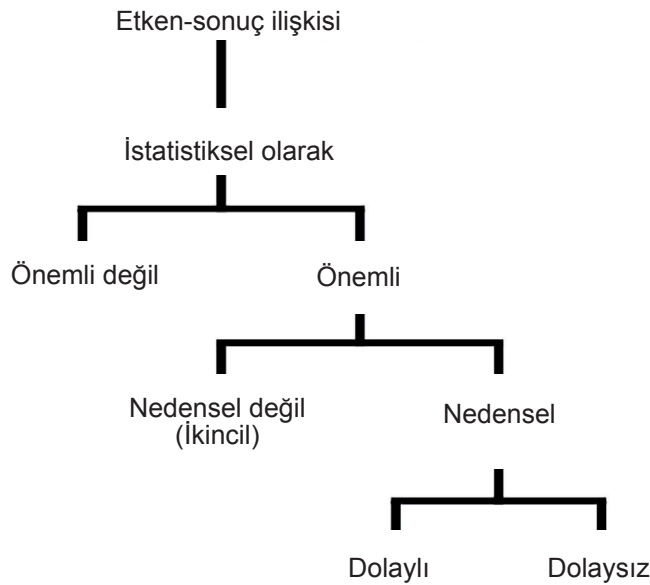 Etken-sonuç ilişkisi
İstatistiksel olarak
Önemli değil
Önemli
Nedensel değil
(İkincil)
Nedensel
Dolaylı
Dolaysız